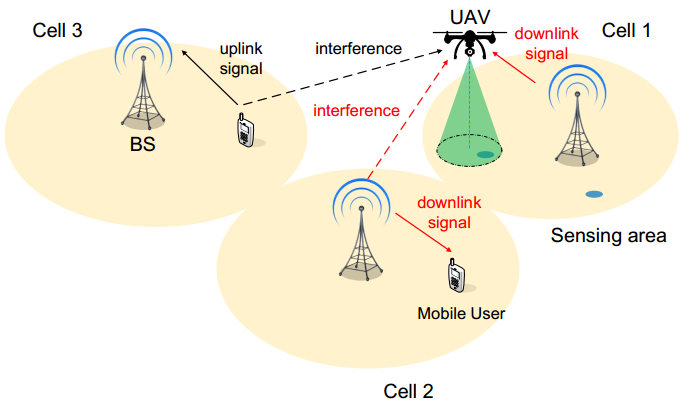 UAV
Cell 3
downlink
signal
Cell 1
uplink
signal
interference
interference
BS
downlink
signal
Sensing area
Mobile User
Cell 2